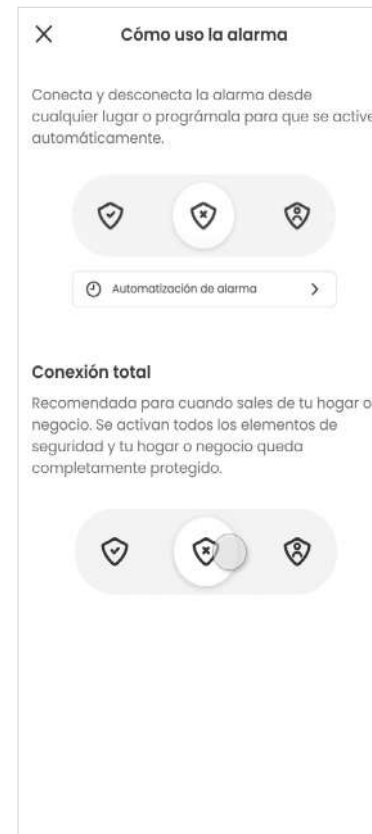 Cómo uso la alarma
Conecta y desconecta la alarma desde
cualquier lugar o prográmala para que se active
automáticamente.
Automatización de alarma
Conexión total
Recomendada para cuando sales de tu hogar o
negocio. Se activan todos los elementos de
seguridad y tu hogar o negocio queda
completamente protegido.